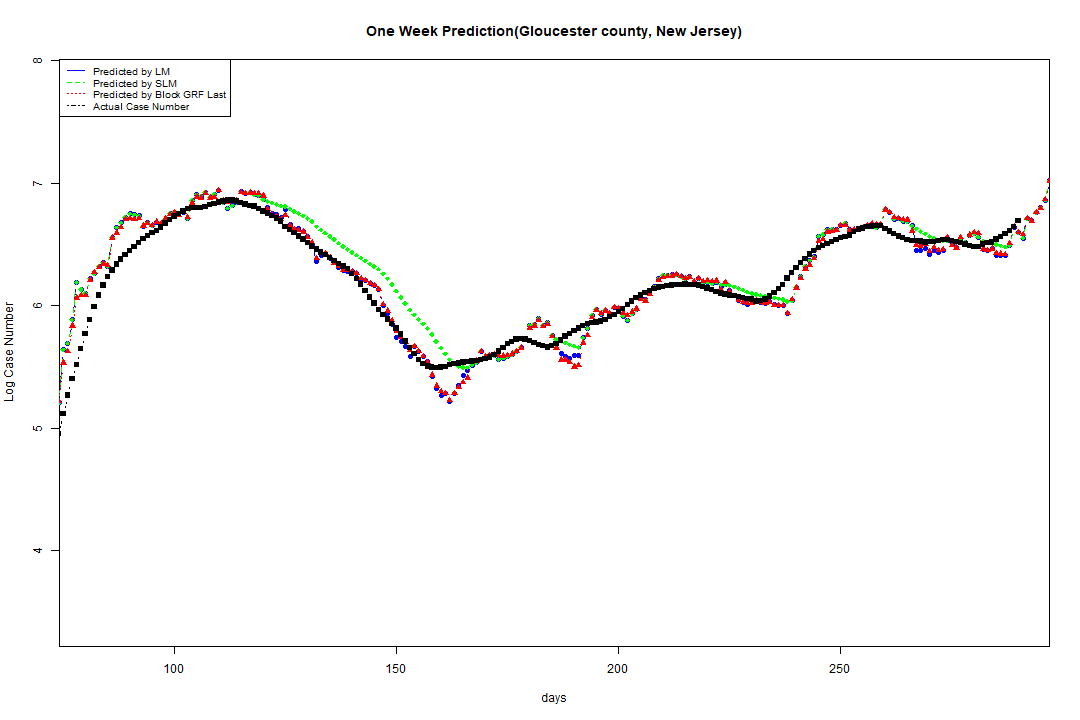 One Week Prediction(Gloucester county, New Jersey)
8
Predicted by LM
Predicted by SLM
Predicted by Block GRF Last
Actual Case Number
7
6
5
4
Log Case Number
100 150 200 250
days